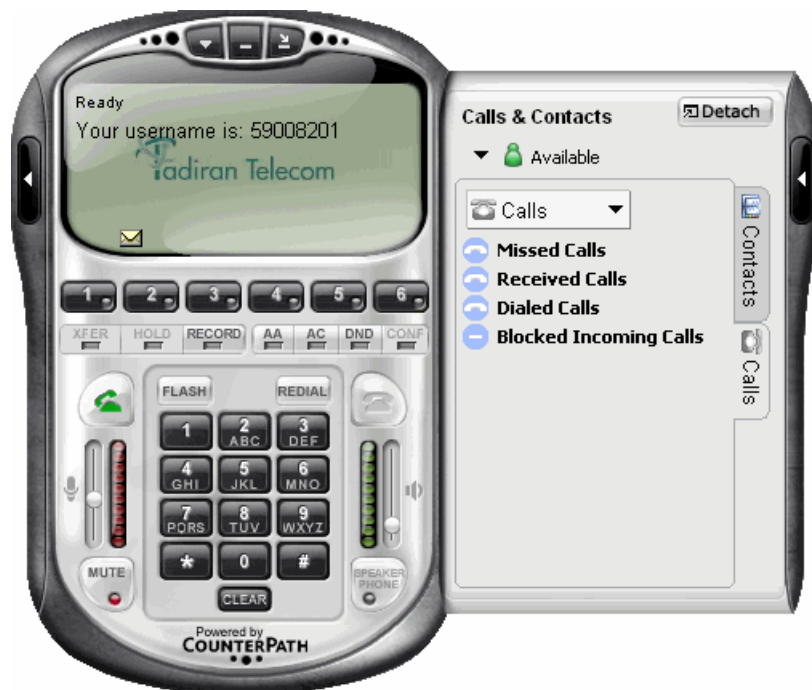 Ready
Your username is: 59008201
Tadiran Telecom
1 2 3 4 5 6
XFER HOLD RECORD AA AC DND CONF
FLASH REDIAL
1 2 ABC 3 DEF
4 GHI 5 JKL 6 MNO
7 PQRS 8 TUV 9 WXYZ
* 0 #
MUTE
SPEAKER
PHONE
CLEAR
Powered by
COUNTERPATH
Calls & Contacts
Detach
Available
Calls
Missed Calls
Received Calls
Dialed Calls
Blocked Incoming Calls
Contacts
Calls